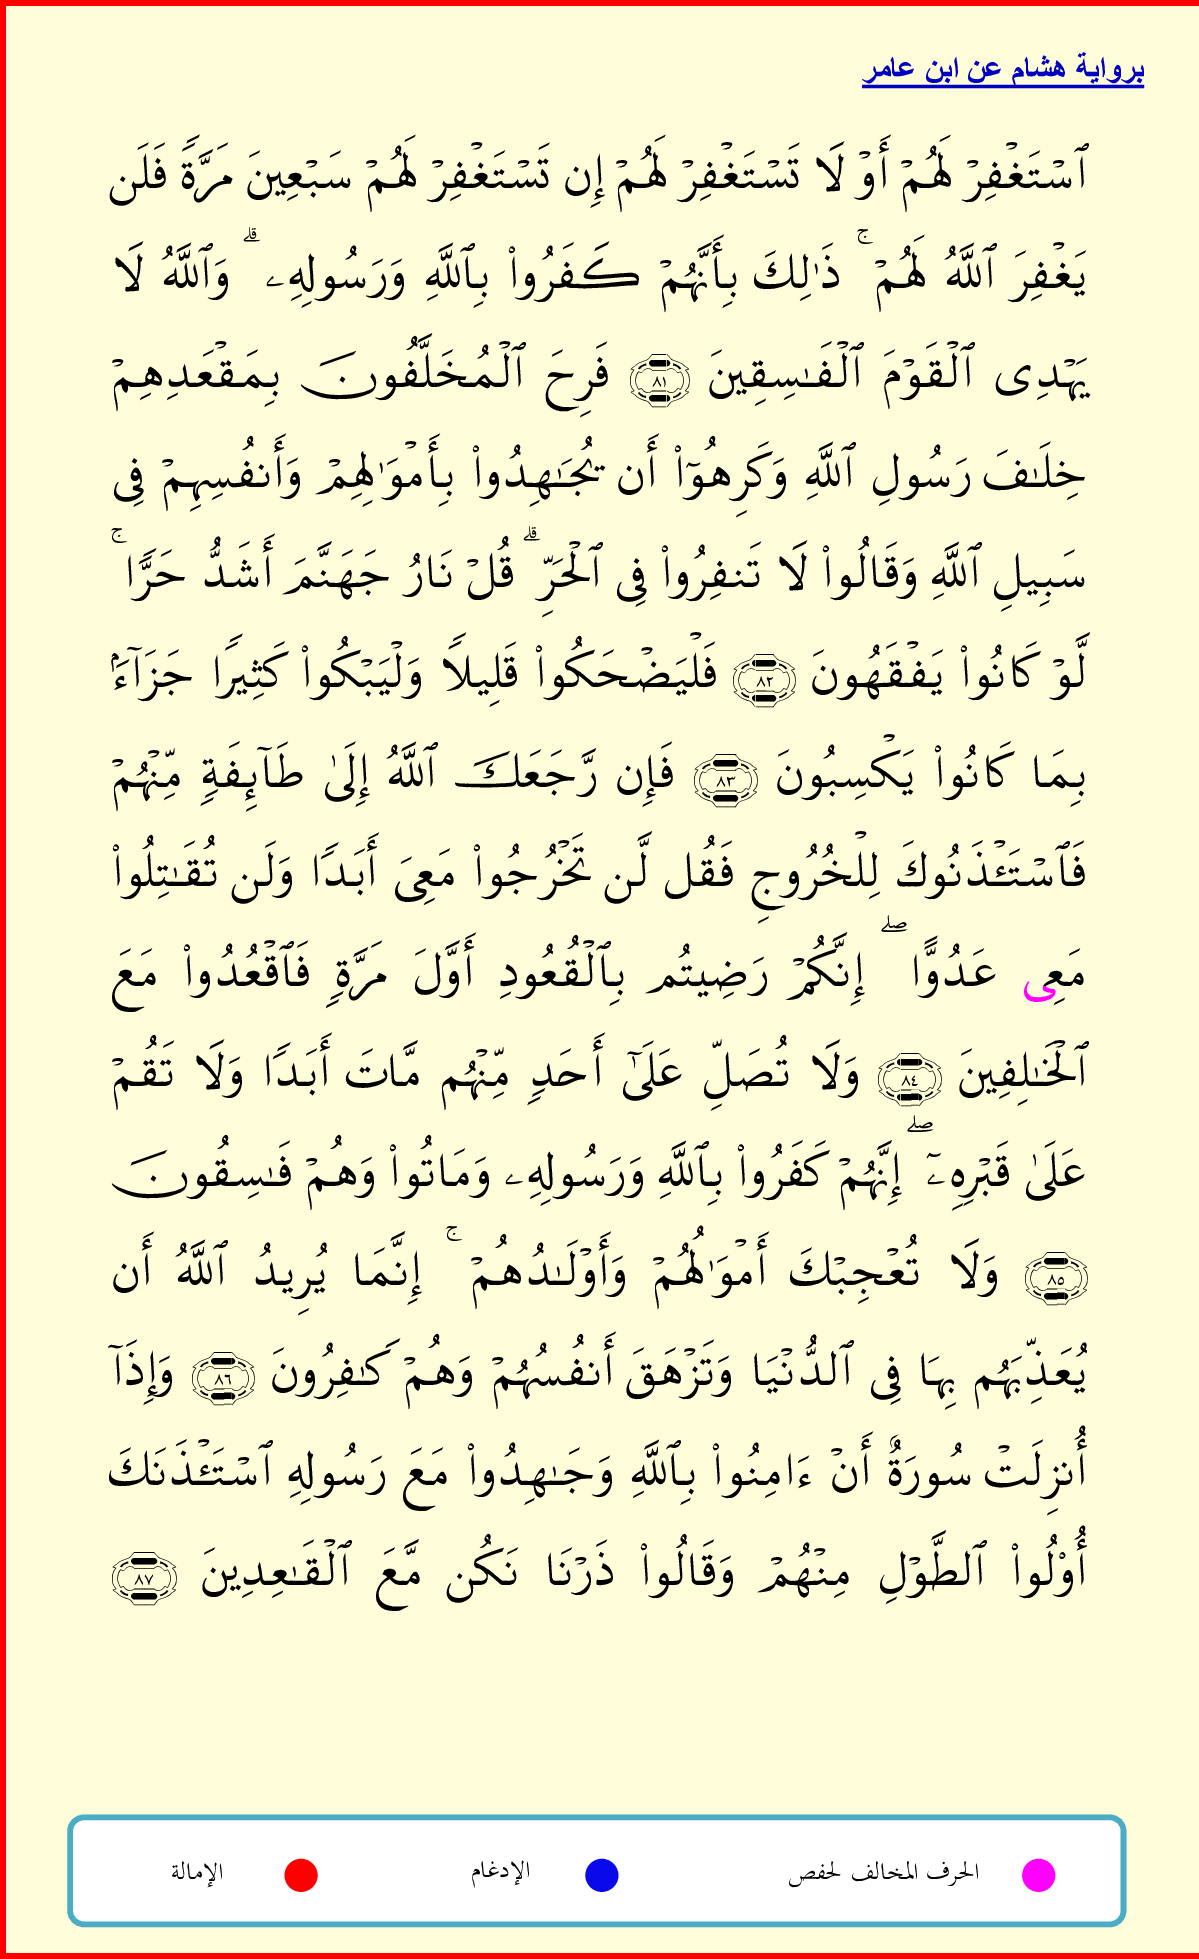 برواية هشام عن ابن عامر
ٱسۡتَغۡفِرۡ لَهُمۡ أَوۡ لَا تَسۡتَغۡفِرۡ لَهُمۡ إِن تَسۡتَغۡفِرۡ لَهُمۡ سَبۡعِينَ مَرَّةٗ فَلَن
يَغۡفِرَ ٱللَّهُ لَهُمۡۚ ذَٰلِكَ بِأَنَّهُمۡ كَفَرُواْ بِٱللَّهِ وَرَسُولِهِۦۗ وَٱللَّهُ لَا
يَهۡدِي ٱلۡقَوۡمَ ٱلۡفَٰسِقِينَ ٨١ فَرِحَ ٱلۡمُخَلَّفُونَ بِمَقۡعَدِهِمۡ
خِلَٰفَ رَسُولِ ٱللَّهِ وَكَرِهُوٓاْ أَن يُجَٰهِدُواْ بِأَمۡوَٰلِهِمۡ وَأَنفُسِهِمۡ فِي
سَبِيلِ ٱللَّهِ وَقَالُواْ لَا تَنفِرُواْ فِي ٱلۡحَرِّۗ قُلۡ نَارُ جَهَنَّمَ أَشَدُّ حَرّٗاۚ
لَّوۡ كَانُواْ يَفۡقَهُونَ ٨٢ فَلۡيَضۡحَكُواْ قَلِيلٗا وَلۡيَبۡكُواْ كَثِيرٗا جَزَآءَۢ
بِمَا كَانُواْ يَكۡسِبُونَ ٨٣ فَإِن رَّجَعَكَ ٱللَّهُ إِلَىٰ طَآئِفَةٖ مِّنۡهُمۡ
فَٱسۡتَـٔۡذَنُوكَ لِلۡخُرُوجِ فَقُل لَّن تَخۡرُجُواْ مَعِيَ أَبَدٗا وَلَن تُقَٰتِلُواْ
مَعِي عَدُوًّاۖ إِنَّكُمۡ رَضِيتُم بِٱلۡقُعُودِ أَوَّلَ مَرَّةٖ فَٱقۡعُدُواْ مَعَ
ٱلۡخَٰلِفِينَ ٨٤ وَلَا تُصَلِّ عَلَىٰٓ أَحَدٖ مِّنۡهُم مَّاتَ أَبَدٗا وَلَا تَقُمۡ
عَلَىٰ قَبۡرِهِۦٓۖ إِنَّهُمۡ كَفَرُواْ بِٱللَّهِ وَرَسُولِهِۦ وَمَاتُواْ وَهُمۡ فَٰسِقُونَ
٨٥ وَلَا تُعۡجِبۡكَ أَمۡوَٰلُهُمۡ وَأَوۡلَٰدُهُمۡۚ إِنَّمَا يُرِيدُ ٱللَّهُ أَن
يُعَذِّبَهُم بِهَا فِي ٱلدُّنۡيَا وَتَزۡهَقَ أَنفُسُهُمۡ وَهُمۡ كَٰفِرُونَ ٨٦ وَإِذَآ
أُنزِلَتۡ سُورَةٌ أَنۡ ءَامِنُواْ بِٱللَّهِ وَجَٰهِدُواْ مَعَ رَسُولِهِ ٱسۡتَـٔۡذَنَكَ
أُوْلُواْ ٱلطَّوۡلِ مِنۡهُمۡ وَقَالُواْ ذَرۡنَا نَكُن مَّعَ ٱلۡقَٰعِدِينَ ٨٧
الحرف المخالف لحفص الإدغام الإمالة